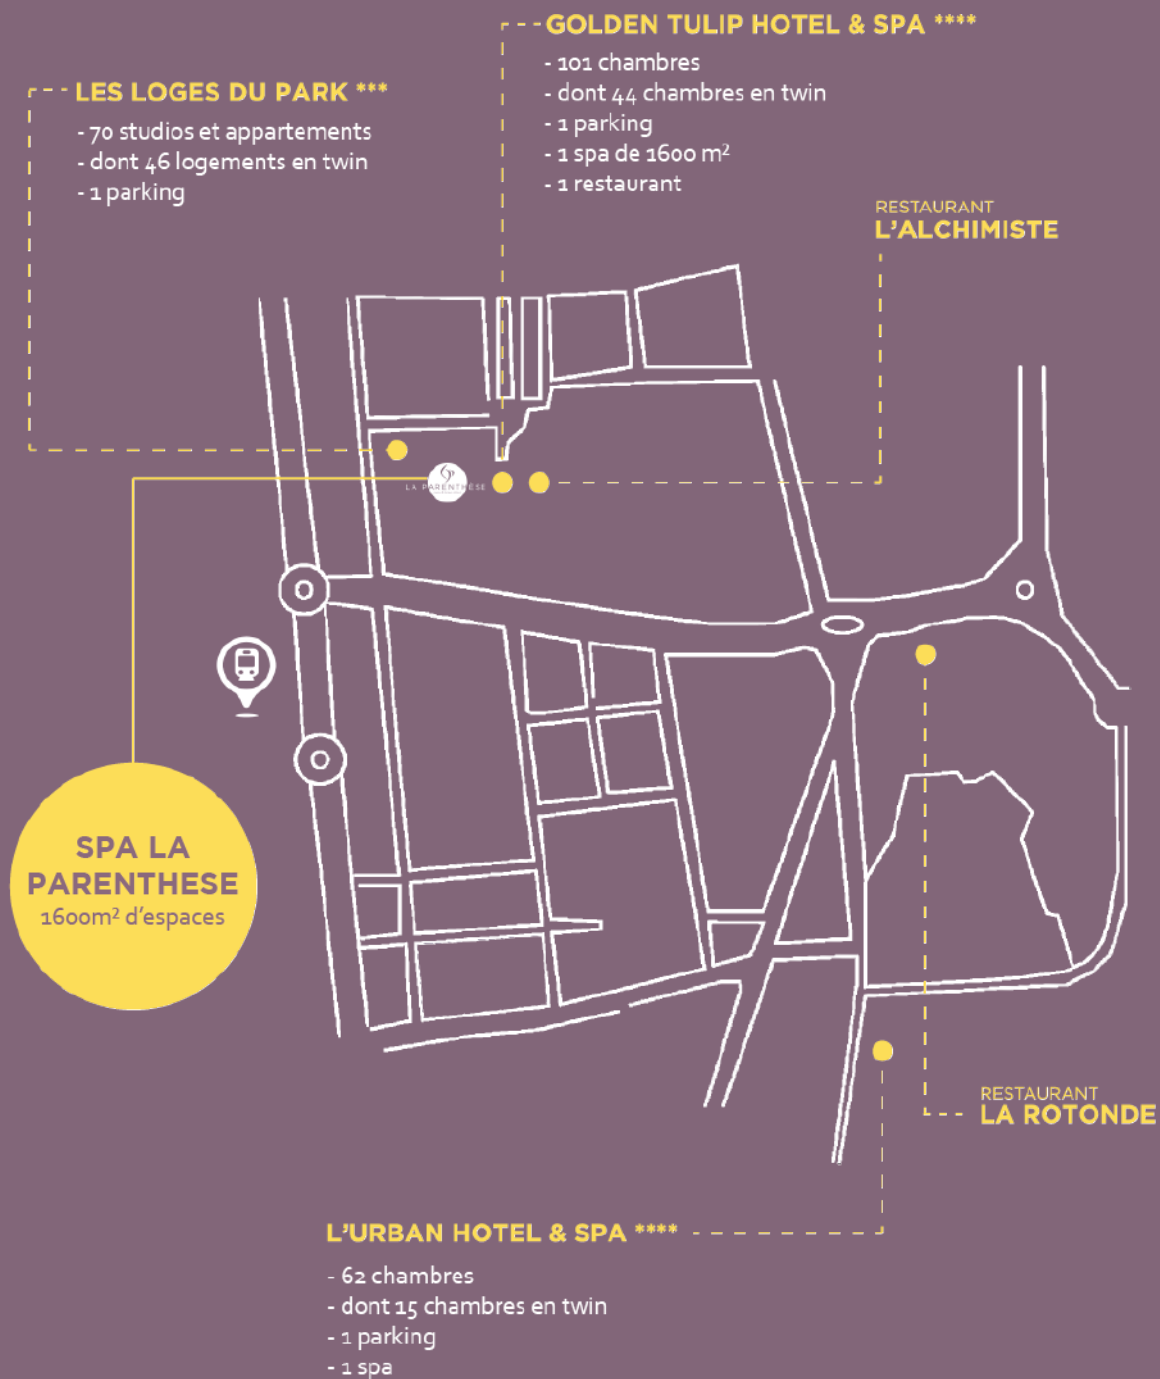 GOLDEN TULIP HOTEL & SPA ****
- 101 chambres
- dont 44 chambres en twin
- 1 parking
- 1 spa de 1600 m²
- 1 restaurant
LES LOGES DU PARK ***
- 70 studios et appartements
- dont 46 logements en twin
- 1 parking
RESTAURANT
L'ALCHIMISTE
LA PARENTHÈSE
SPA LA
PARENTHESE
1600m² d'espaces
RESTAURANT
LA ROTONDE
L'URBAN HOTEL & SPA ****
- 62 chambres
- dont 15 chambres en twin
- 1 parking
- 1 spa